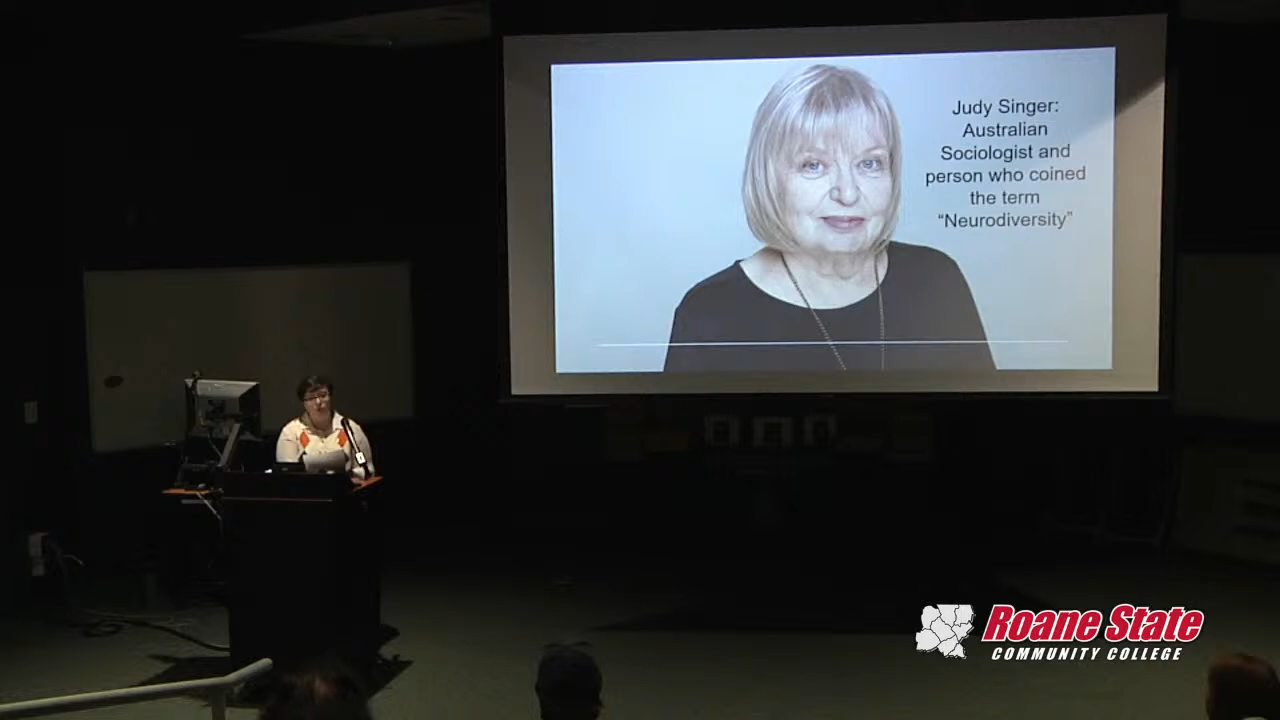 Judy Singer:
Australian
Sociologist and
person who coined
the term
“Neurodiversity”
Roane State
COMMUNITY COLLEGE